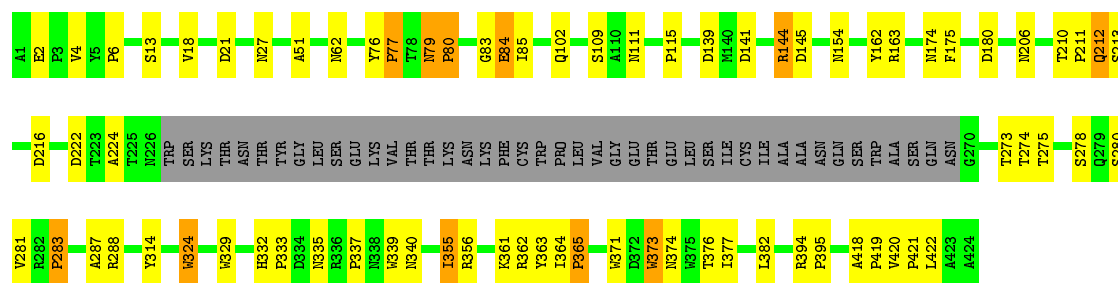 A1 E2 P3 V4 Y5 P6 S13 V18 D21 N27 A51 N62 Y76 P77 T78 N79 P80 G83 E84 I85 Q102 S109 A110 N111 P115 D139 M140 D141 R144 D145 N154 Y162 R163 N174 F175 D180 N206 T210 P211 Q212 S213
D216 D222 T223 A224 T225 N226 TRP SER LYS THR ASN THR TYR GLY LEU SER GLU LYS VAL THR THR LYS ASN LYS PHE CYS TRP PRO LEU VAL GLY GLU THR GLU LEU SER ILE CYS ILE ALA ALA ASN GLN SER TRP ALA SER GLN ASN G270 T273 T274 T275 S278 Q279 S280
V281 R282 P283 A287 R288 Y314 W324 W329 H332 P333 D334 N335 R336 P337 N338 W339 N340 I355 R356 K361 R362 Y363 I364 P365 W371 D372 W373 N374 W375 T376 I377 L382 R394 P395 A418 P419 V420 P421 L422 A423 A424